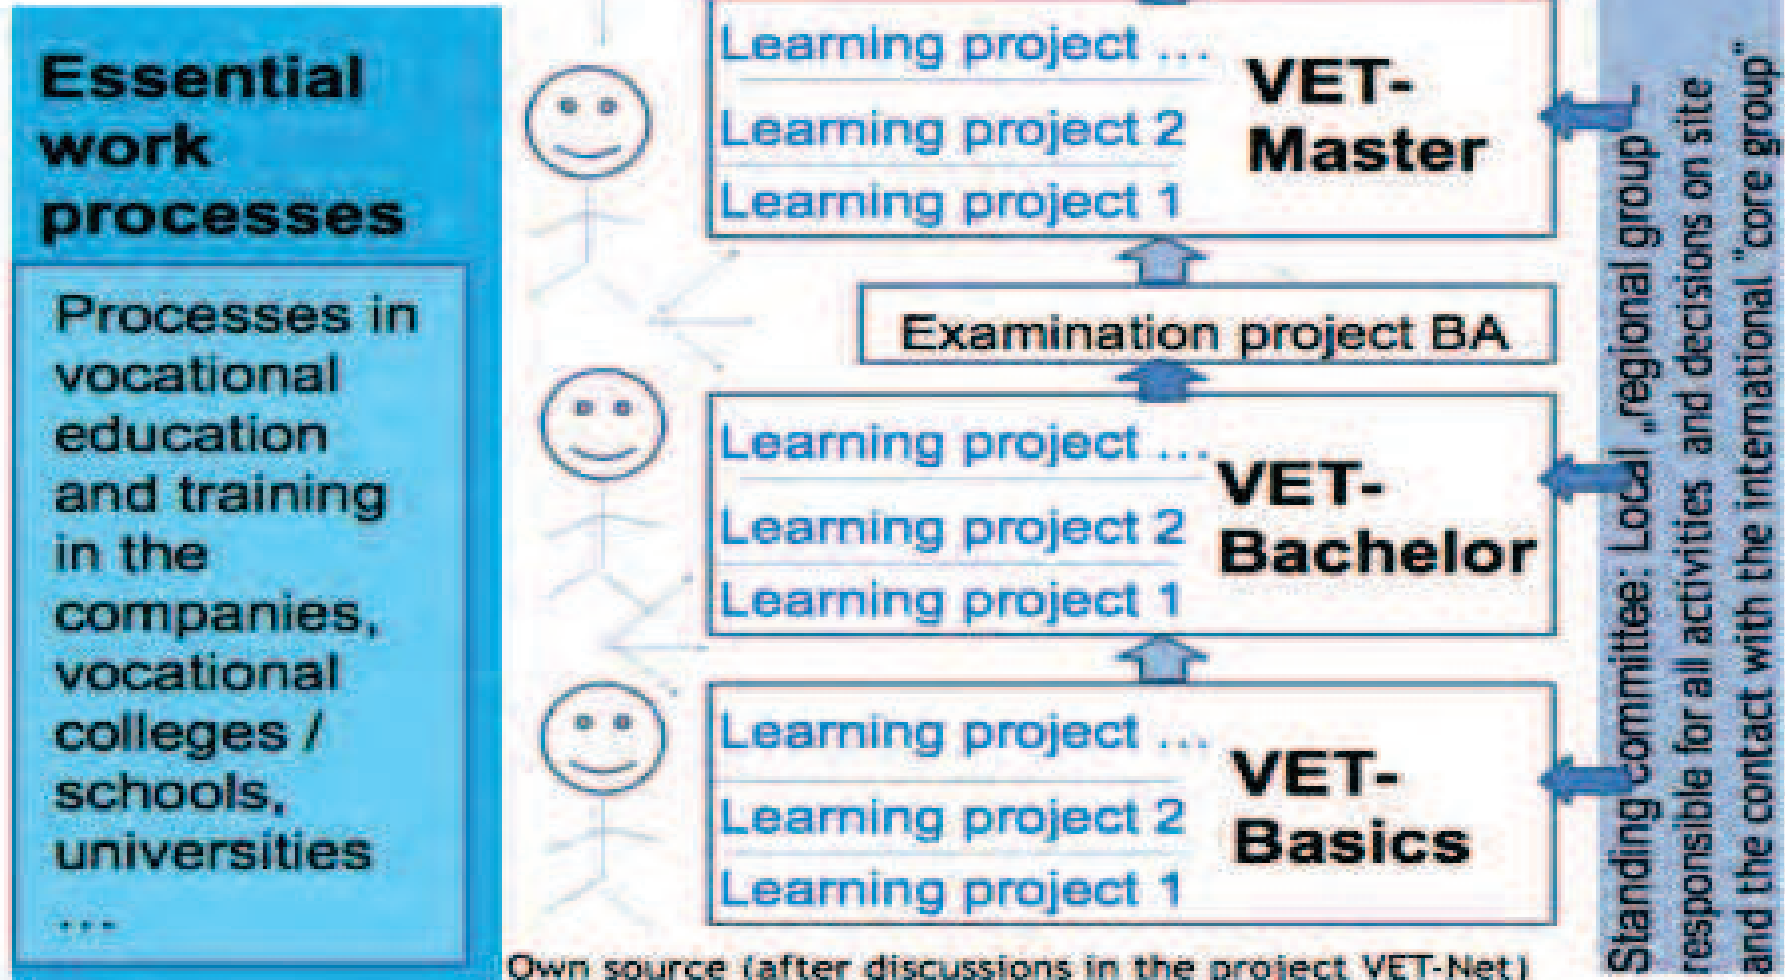 Essential
work
processes
Processes in
vocational
education
and training
in the
companies,
vocational
colleges /
schools,
universities
...
Learning project ...
Learning project 2
Learning project 1
VET-
Master
Examination project BA
Learning project ...
Learning project 2
Learning project 1
VET-
Bachelor
Learning project ...
Learning project 2
Learning project 1
VET-
Basics
Standing committee: Local „regional group" –
responsible for all activities and decisions on site
and the contact with the international "core group"
Own source (after discussions in the project VET-Net)